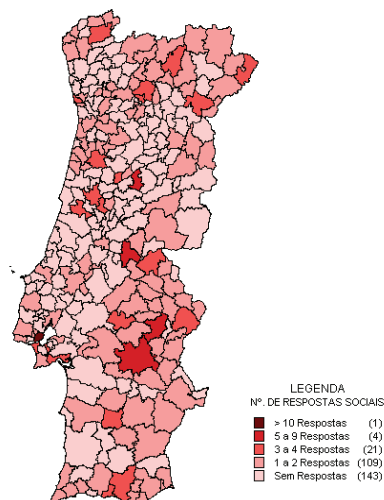 LEGENDA
Nº. DE RESPOSTAS SOCIAIS
> 10 Respostas (1)
5 a 9 Respostas (4)
3 a 4 Respostas (21)
1 a 2 Respostas (109)
Sem Respostas (143)